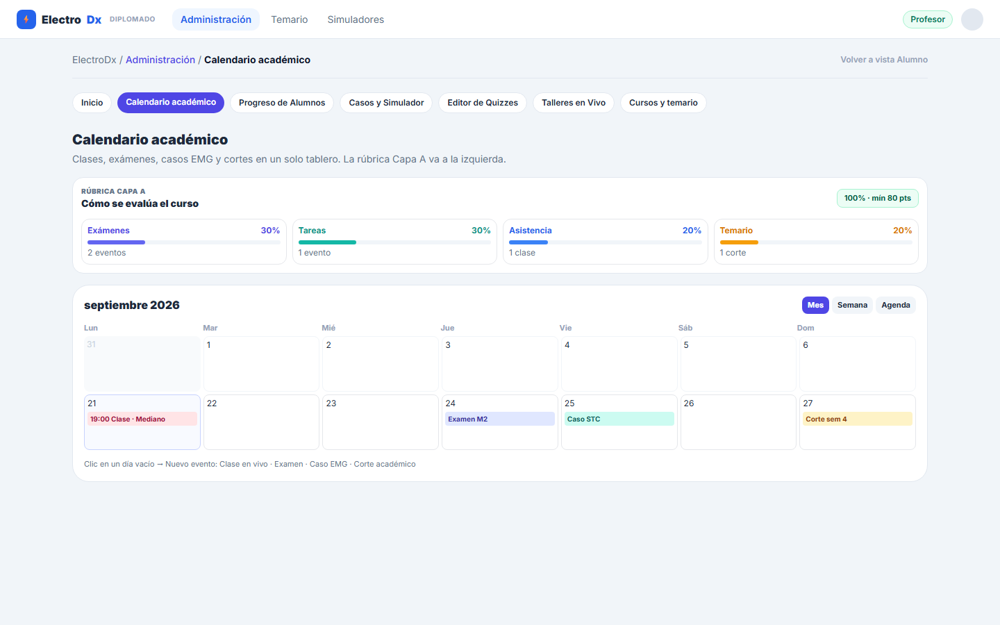 Electro Dx DIPLOMADO Administración Temario Simuladores Profesor
ElectroDx / Administración / Calendario académico Volver a vista Alumno
Inicio Calendario académico Progreso de Alumnos Casos y Simulador Editor de Quizzes Talleres en Vivo Cursos y temario
Calendario académico
Clases, exámenes, casos EMG y cortes en un solo tablero. La rúbrica Capa A va a la izquierda.
RÚBRICA CAPA A
Cómo se evalúa el curso
100% · mín 80 pts
Exámenes 30% Tareas 30% Asistencia 20% Temario 20%
2 eventos 1 evento 1 clase 1 corte
septiembre 2026 Mes Semana Agenda
Lun Mar Mié Jue Vie Sáb Dom
31 1 2 3 4 5 6
21 22 23 24 25 26 27
19:00 Clase · Mediano Examen M2 Caso STC Corte sem 4
Clic en un día vacío → Nuevo evento: Clase en vivo · Examen · Caso EMG · Corte académico